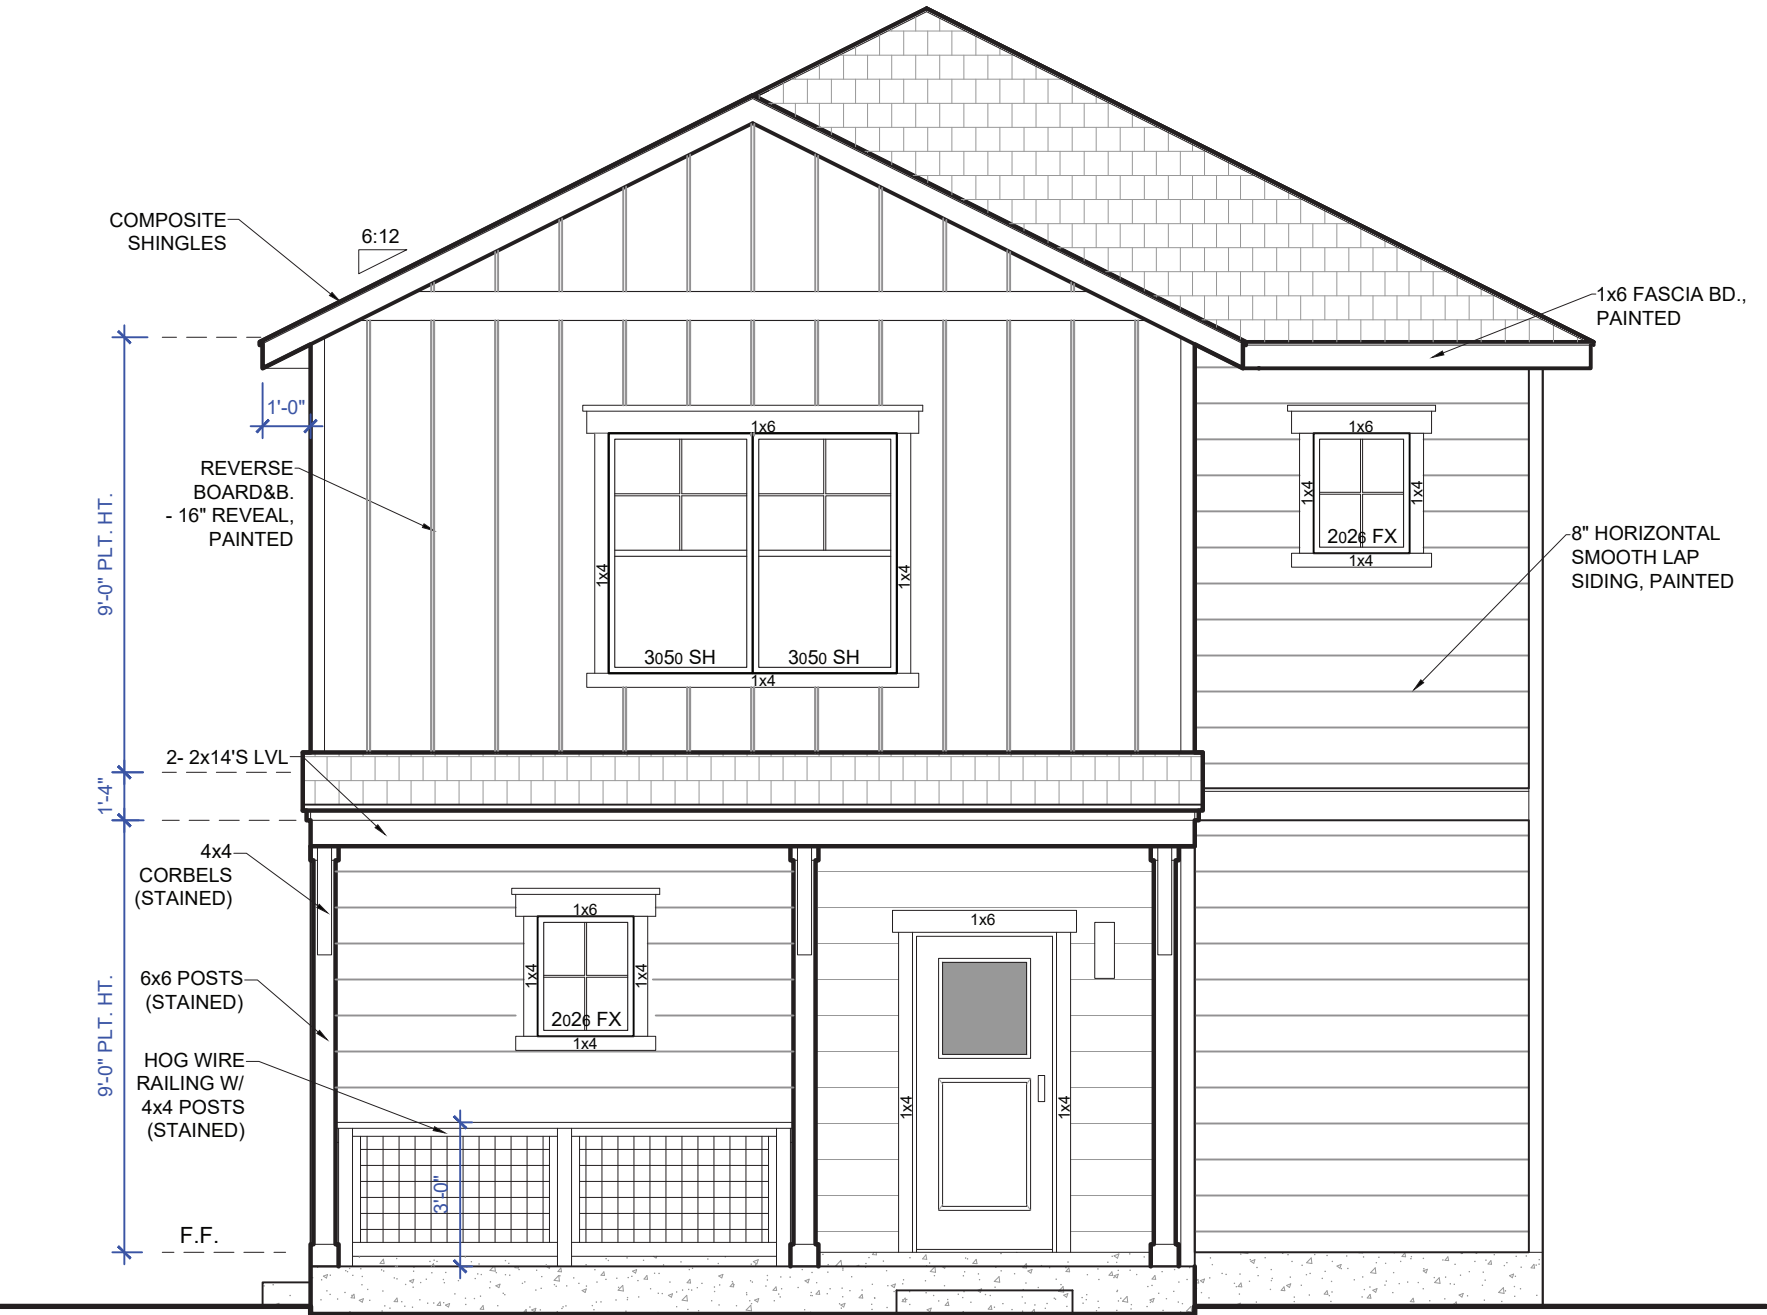 COMPOSITE
SHINGLES
6:12
1x6 FASCIA BD.,
PAINTED
1'-0"
9'-0" PLT. HT.
REVERSE
BOARD&B.
- 16" REVEAL,
PAINTED
1x6
1x4
1x4
3050 SH
3050 SH
1x4
1x6
1x4
1x4
2026 FX
1x4
8" HORIZONTAL
SMOOTH LAP
SIDING, PAINTED
2- 2x14'S LVL
1'-4"
4x4
CORBELS
(STAINED)
9'-0" PLT. HT.
6x6 POSTS
(STAINED)
HOG WIRE
RAILING W/
4x4 POSTS
(STAINED)
1x6
1x4
1x4
2026 FX
1x4
1x6
1x4
1x4
3'-0"
F.F.